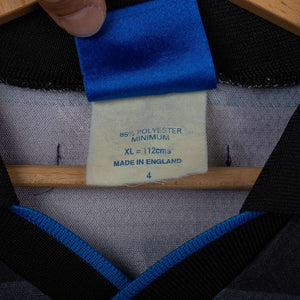 85% POLYESTER
MINIMUM
XL = 112cms
MADE IN ENGLAND
4